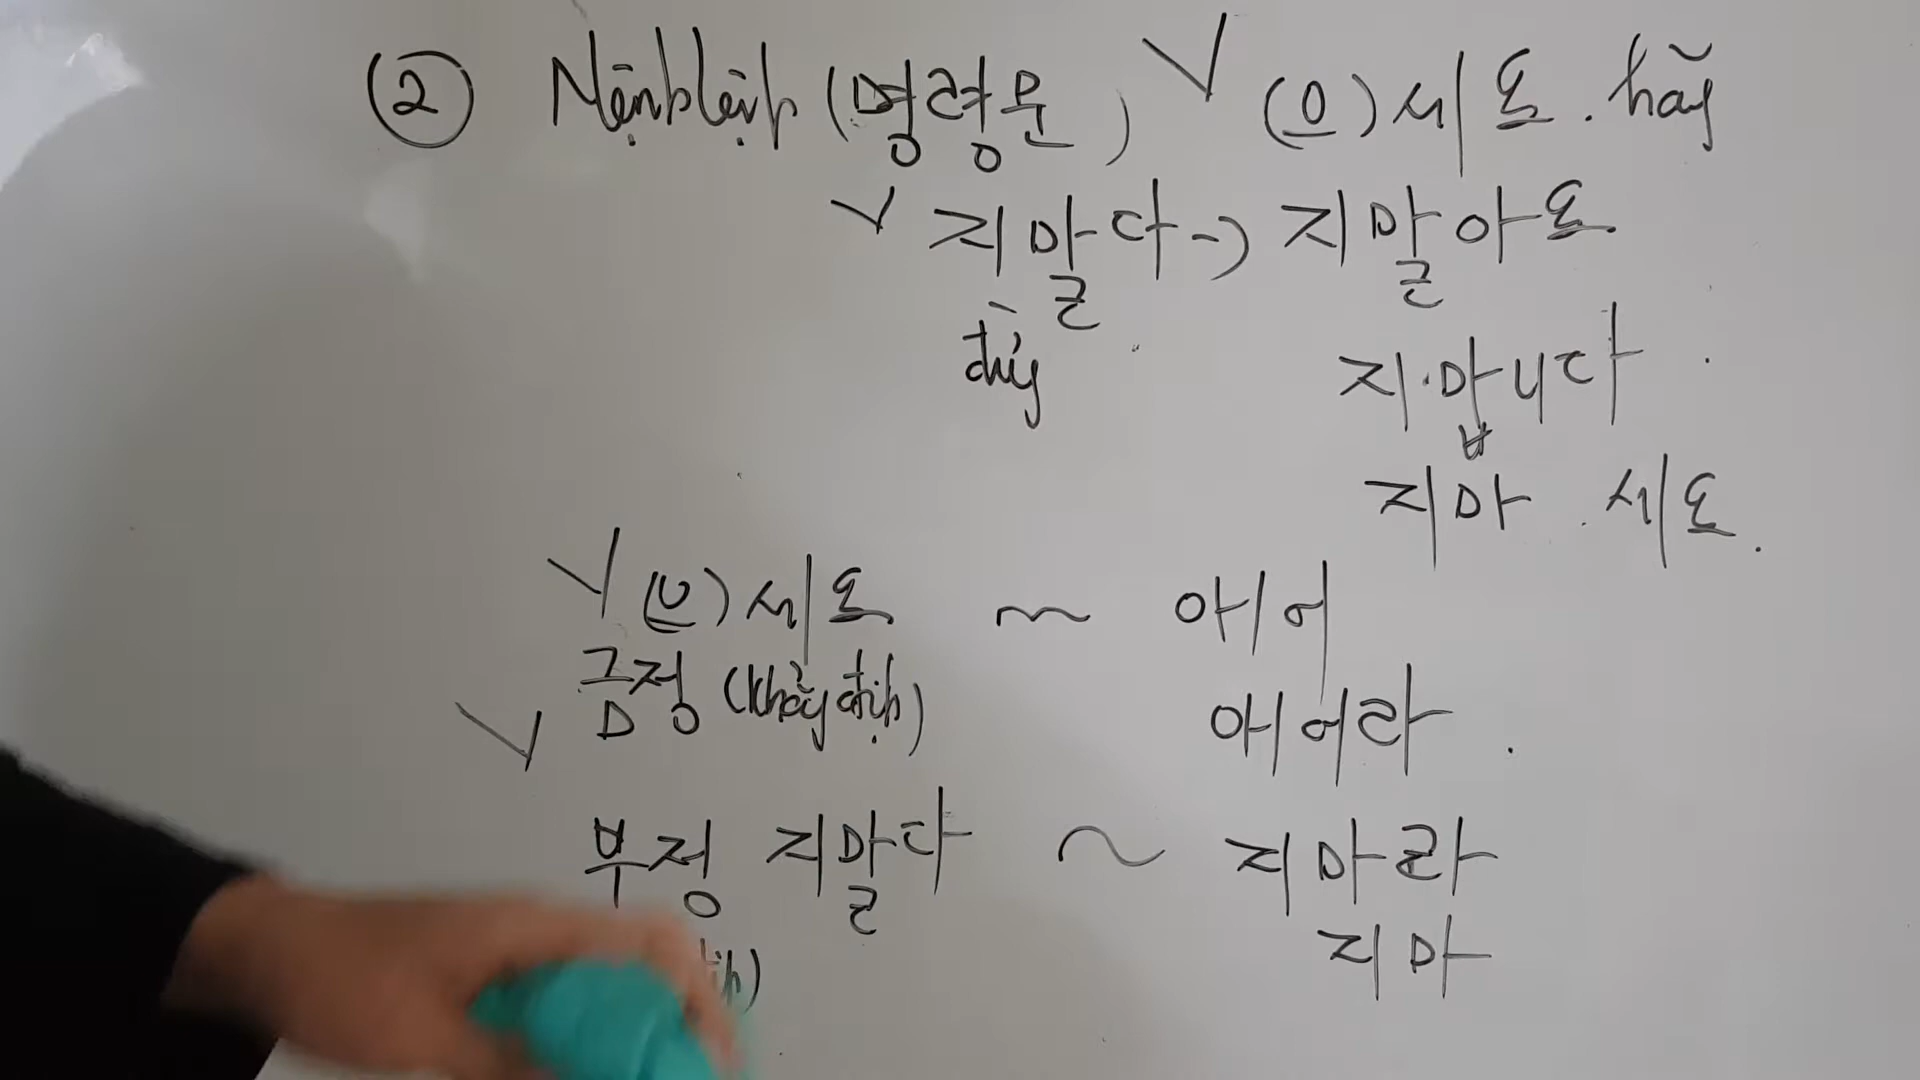 ② Mệnh lệnh (명령문) V (으)세요. hãy
V 지 말다 -> 지 말아요
đừng
지. 맙니다.
지 마. 세요.
V (으)세요 ~ 아/어
긍정 (khẳng định) 아/어라.
V
부정 지 말다 ~ 지 마라
지 마